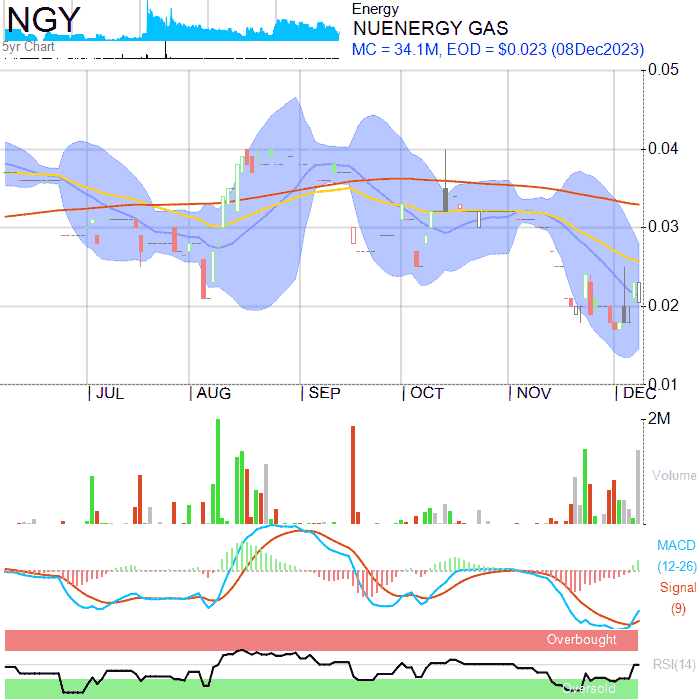 NGY
5yr Chart
Energy
NUENERGY GAS
MC = 34.1M, EOD = $0.023 (08Dec2023)
0.05
0.04
0.03
0.02
0.01
JUL AUG SEP OCT NOV DEC
2M
Volume
MACD
(12-26)
Signal
(9)
Overbought
RSI(14)
Oversold